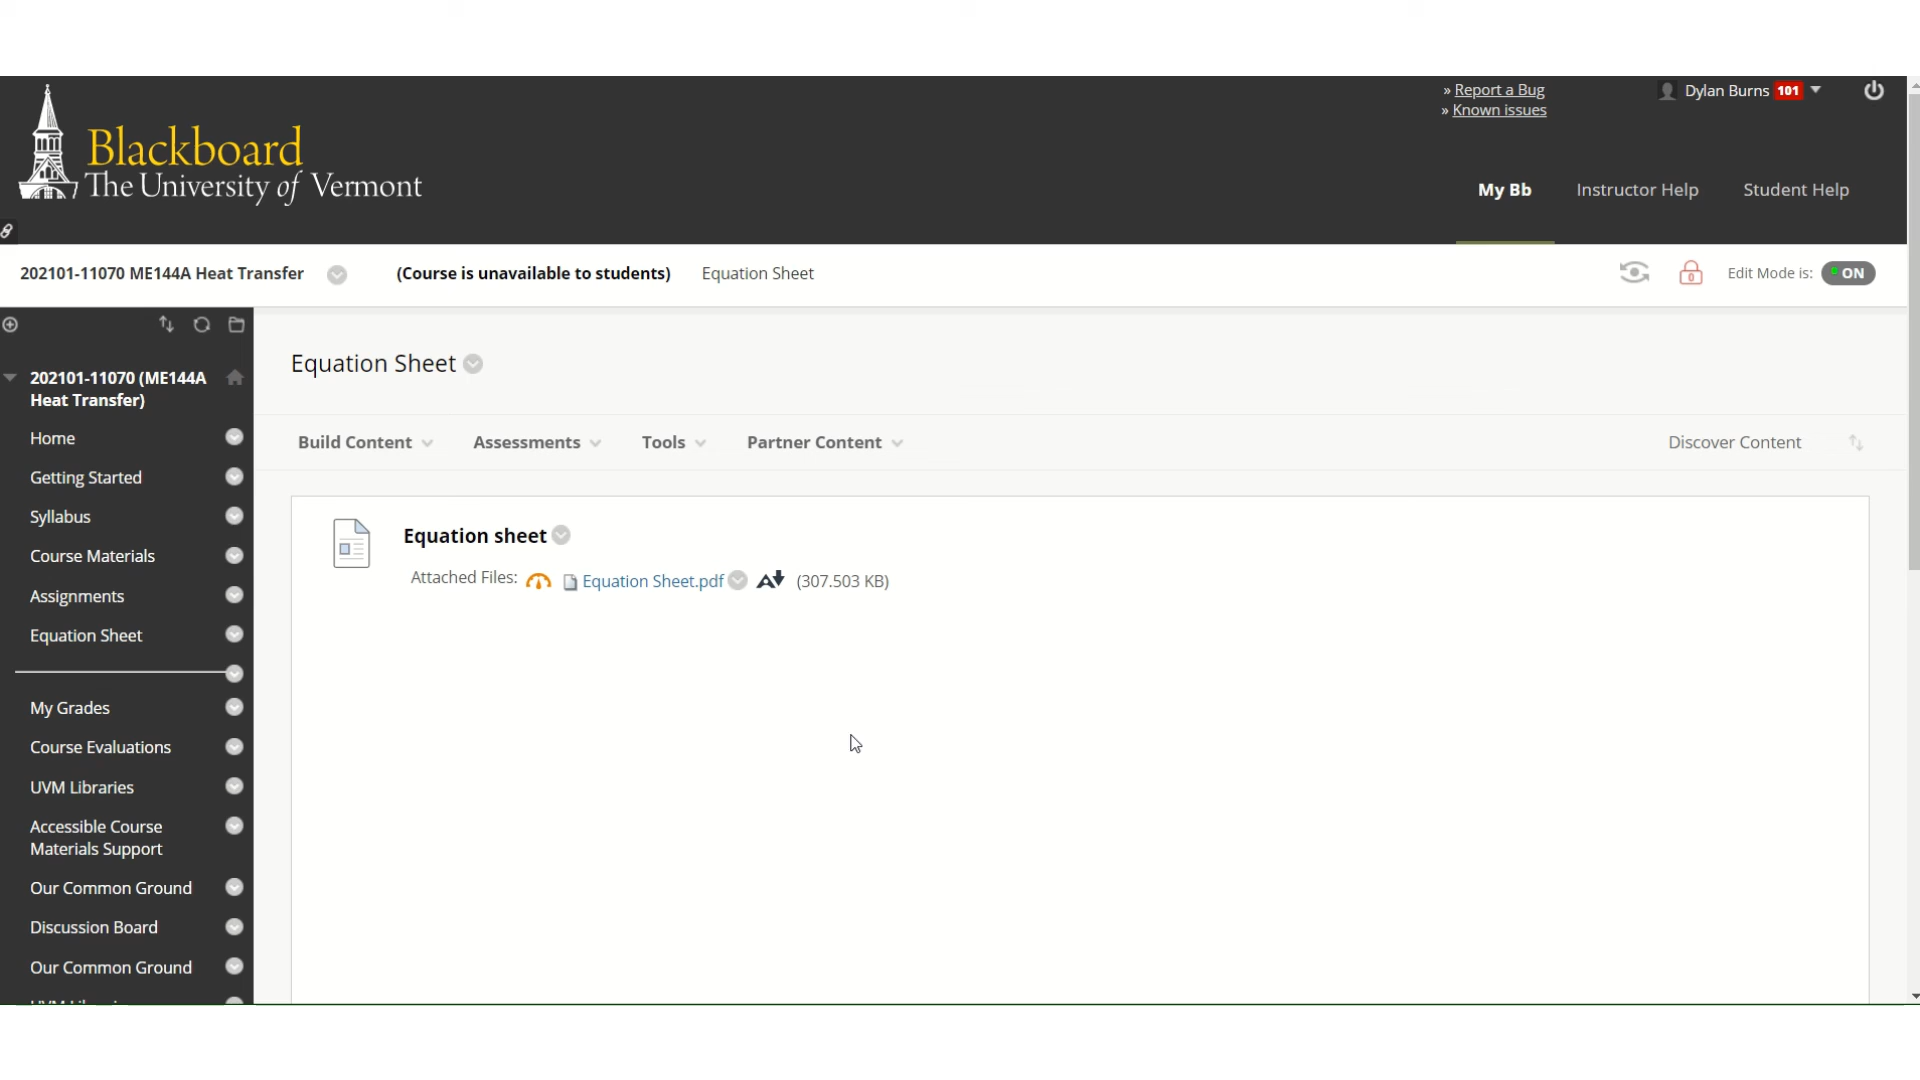 » Report a Bug
» Known issues
Dylan Burns 101
Blackboard
The University of Vermont
My Bb
Instructor Help
Student Help
202101-11070 ME144A Heat Transfer
(Course is unavailable to students)
Equation Sheet
Edit Mode is:
ON
202101-11070 (ME144A
Heat Transfer)
Home
Getting Started
Syllabus
Course Materials
Assignments
Equation Sheet
My Grades
Course Evaluations
UVM Libraries
Accessible Course
Materials Support
Our Common Ground
Discussion Board
Our Common Ground
Equation Sheet
Build Content
Assessments
Tools
Partner Content
Discover Content
Equation sheet
Attached Files:
Equation Sheet.pdf
(307.503 KB)